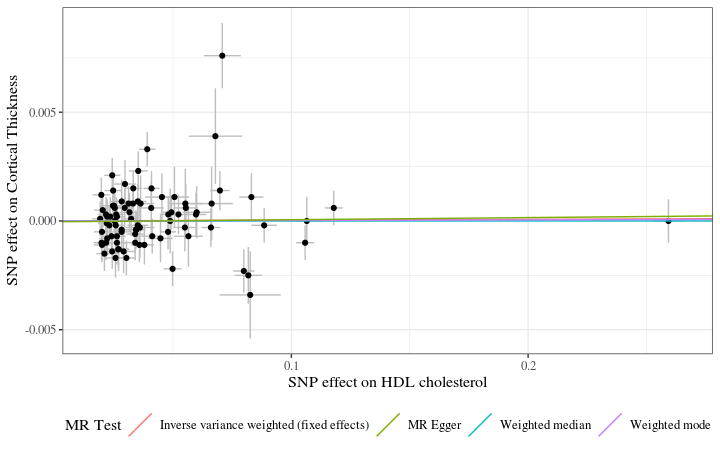 SNP effect on Cortical Thickness
0.005
0.000
-0.005
0.1 0.2
SNP effect on HDL cholesterol
MR Test Inverse variance weighted (fixed effects) MR Egger Weighted median Weighted mode